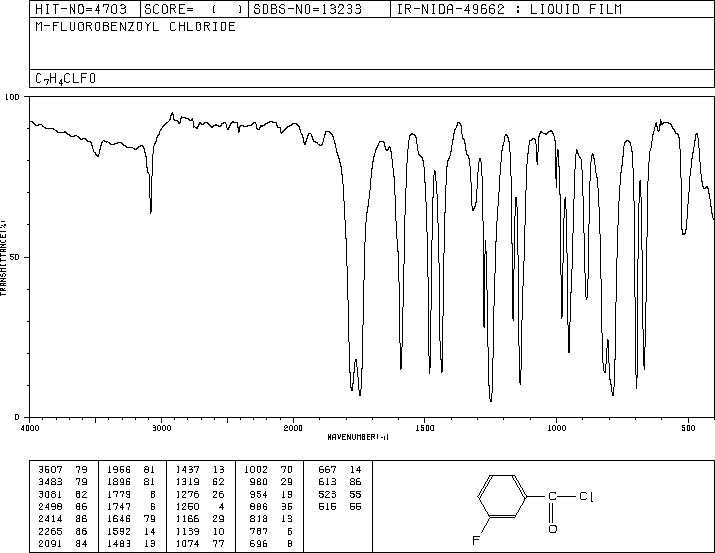 HIT-NO=4703 SCORE= ( ) SDBS-NO=13233 IR-NIDA-49662 : LIQUID FILM
M-FLUOROBENZOYL CHLORIDE
C7H4CLFO
100
50
0
TRANSMITTANCE(%)
4000 3000 2000 1500 1000 500
WAVENUMBER(-1)
3507 79 1956 81 1437 13 1002 70 667 14
3483 79 1896 81 1319 62 980 29 613 86
3081 62 1779 8 1276 26 954 19 523 55
2498 86 1747 6 1250 4 886 36 516 55
2414 86 1646 79 1166 29 818 13
2265 86 1592 14 1139 10 787 6
2091 84 1483 13 1074 77 696 8
F
C
O
Cl